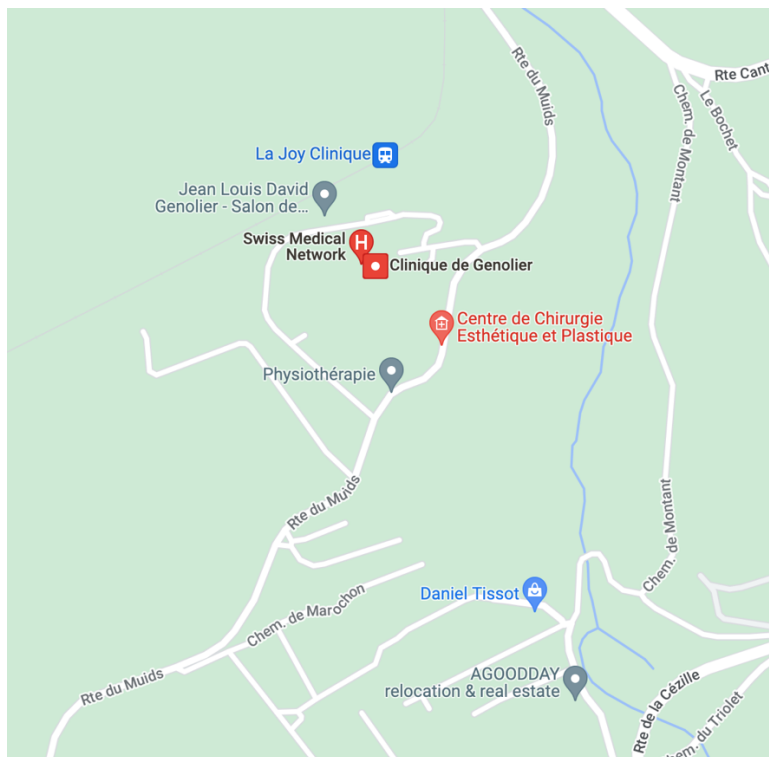 Rte du Muids
Rte Cant
Le Bochet
Chem. de Montant
La Joy Clinique
Jean Louis David
Genolier - Salon de...
Swiss Medical
Network
H
Clinique de Genolier
Centre de Chirurgie
Esthétique et Plastique
Physiothérapie
Rte du Muids
Chem. de Montant
Daniel Tissot
Chem. de Marochon
AGOODDAY
relocation & real estate
Rte du Muids
Rte de la Cézille
hem. du Triolet